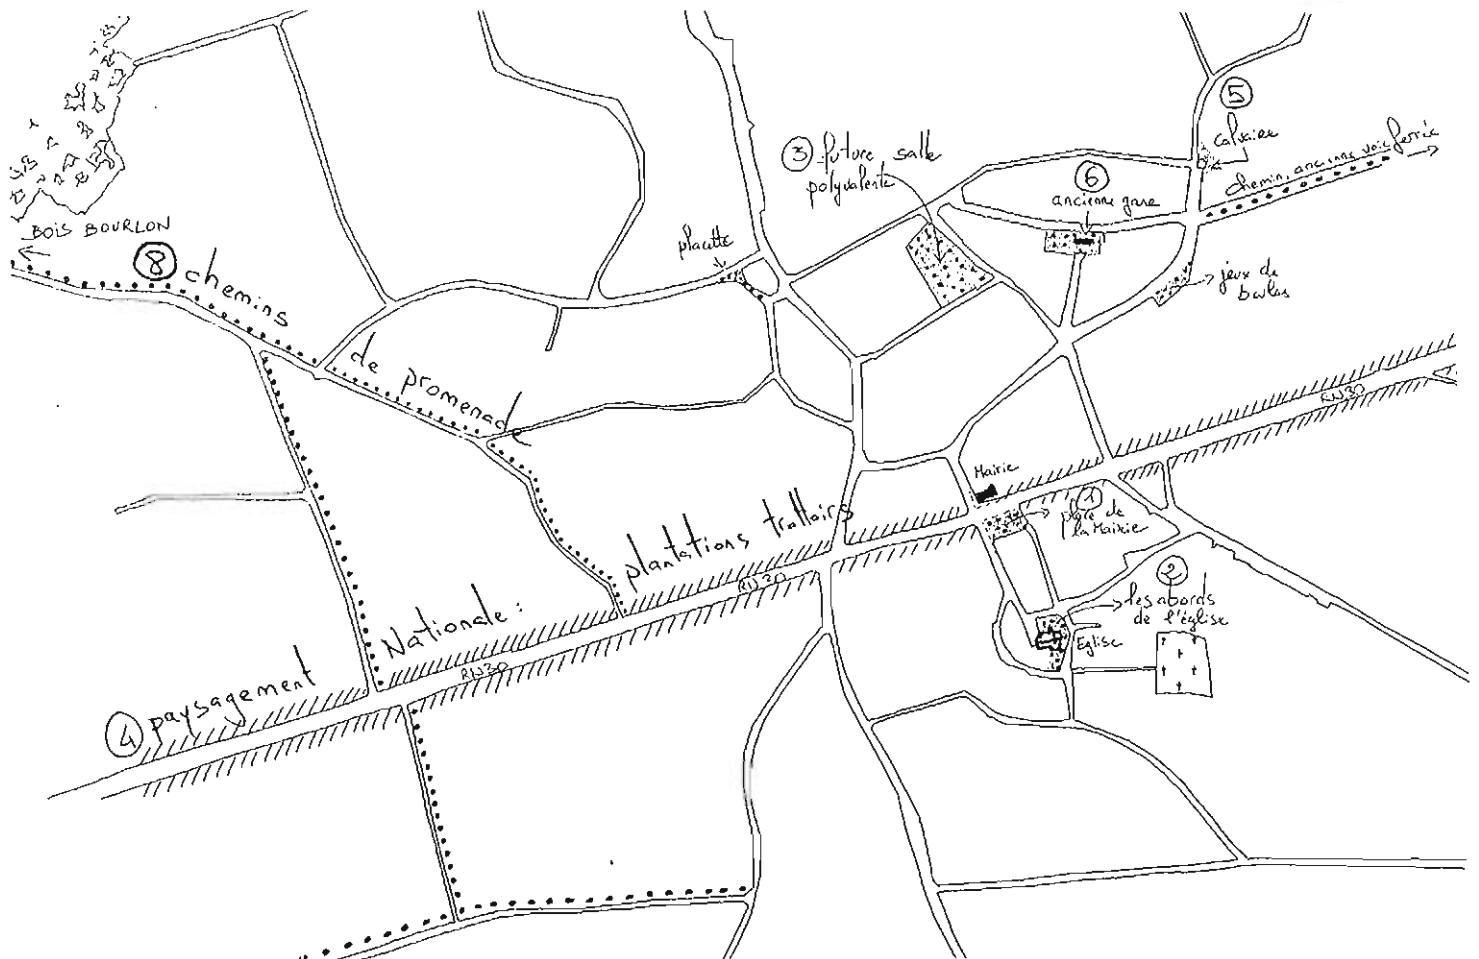 5
Calvaire
chemin, ancienne voie ferrée
3 future salle
polyvalente
6
ancienne gare
BOIS BOURLON
8 chemins
de promenade
placette
jeux de
boules
RN30
Mairie
1
place de
la Mairie
4 paysagement Nationale : plantations trottoirs
RN30
RN30
2
les abords
de l'église
Eglise